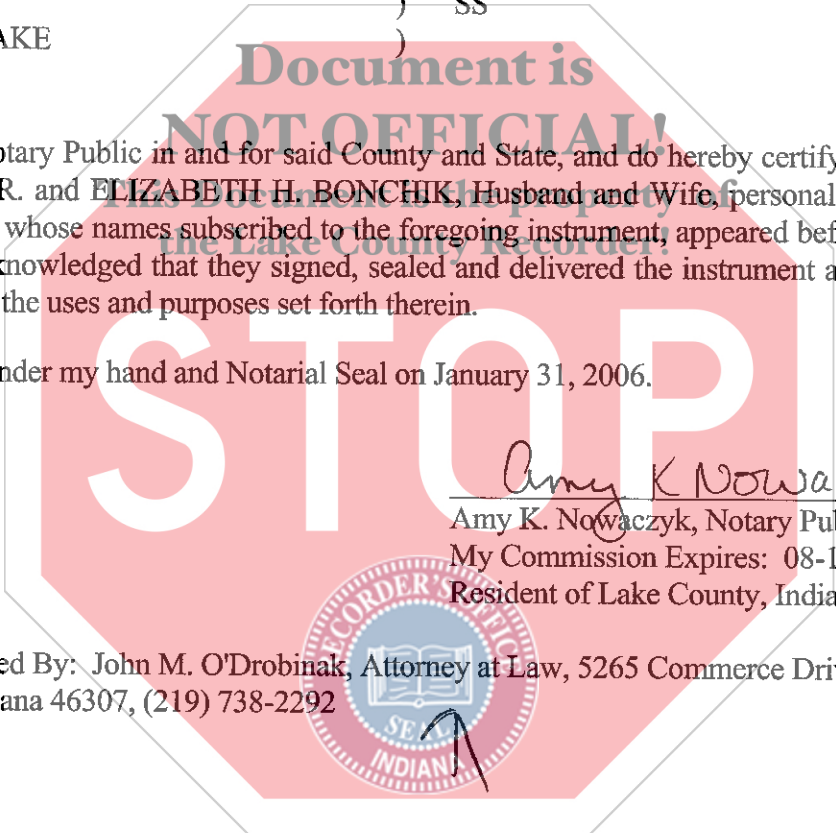 ) SS
AKE )
Document is
NOT OFFICIAL!
otary Public in and for said County and State, and do hereby certify
R. and ELIZABETH H. BONCHIK, Husband and Wife, personal
This Document is the property of
whose names subscribed to the foregoing instrument, appeared bef
the Lake County Recorder!
knowledged that they signed, sealed and delivered the instrument a
the uses and purposes set forth therein.
STOP
nder my hand and Notarial Seal on January 31, 2006.
Amy K Nowa
Amy K. Nowaczyk, Notary Pub
My Commission Expires: 08-1
Resident of Lake County, India
RECORDER'S OFFICE
ed By: John M. O'Drobinak, Attorney at Law, 5265 Commerce Driv
ana 46307, (219) 738-2292
SEAL
INDIANA